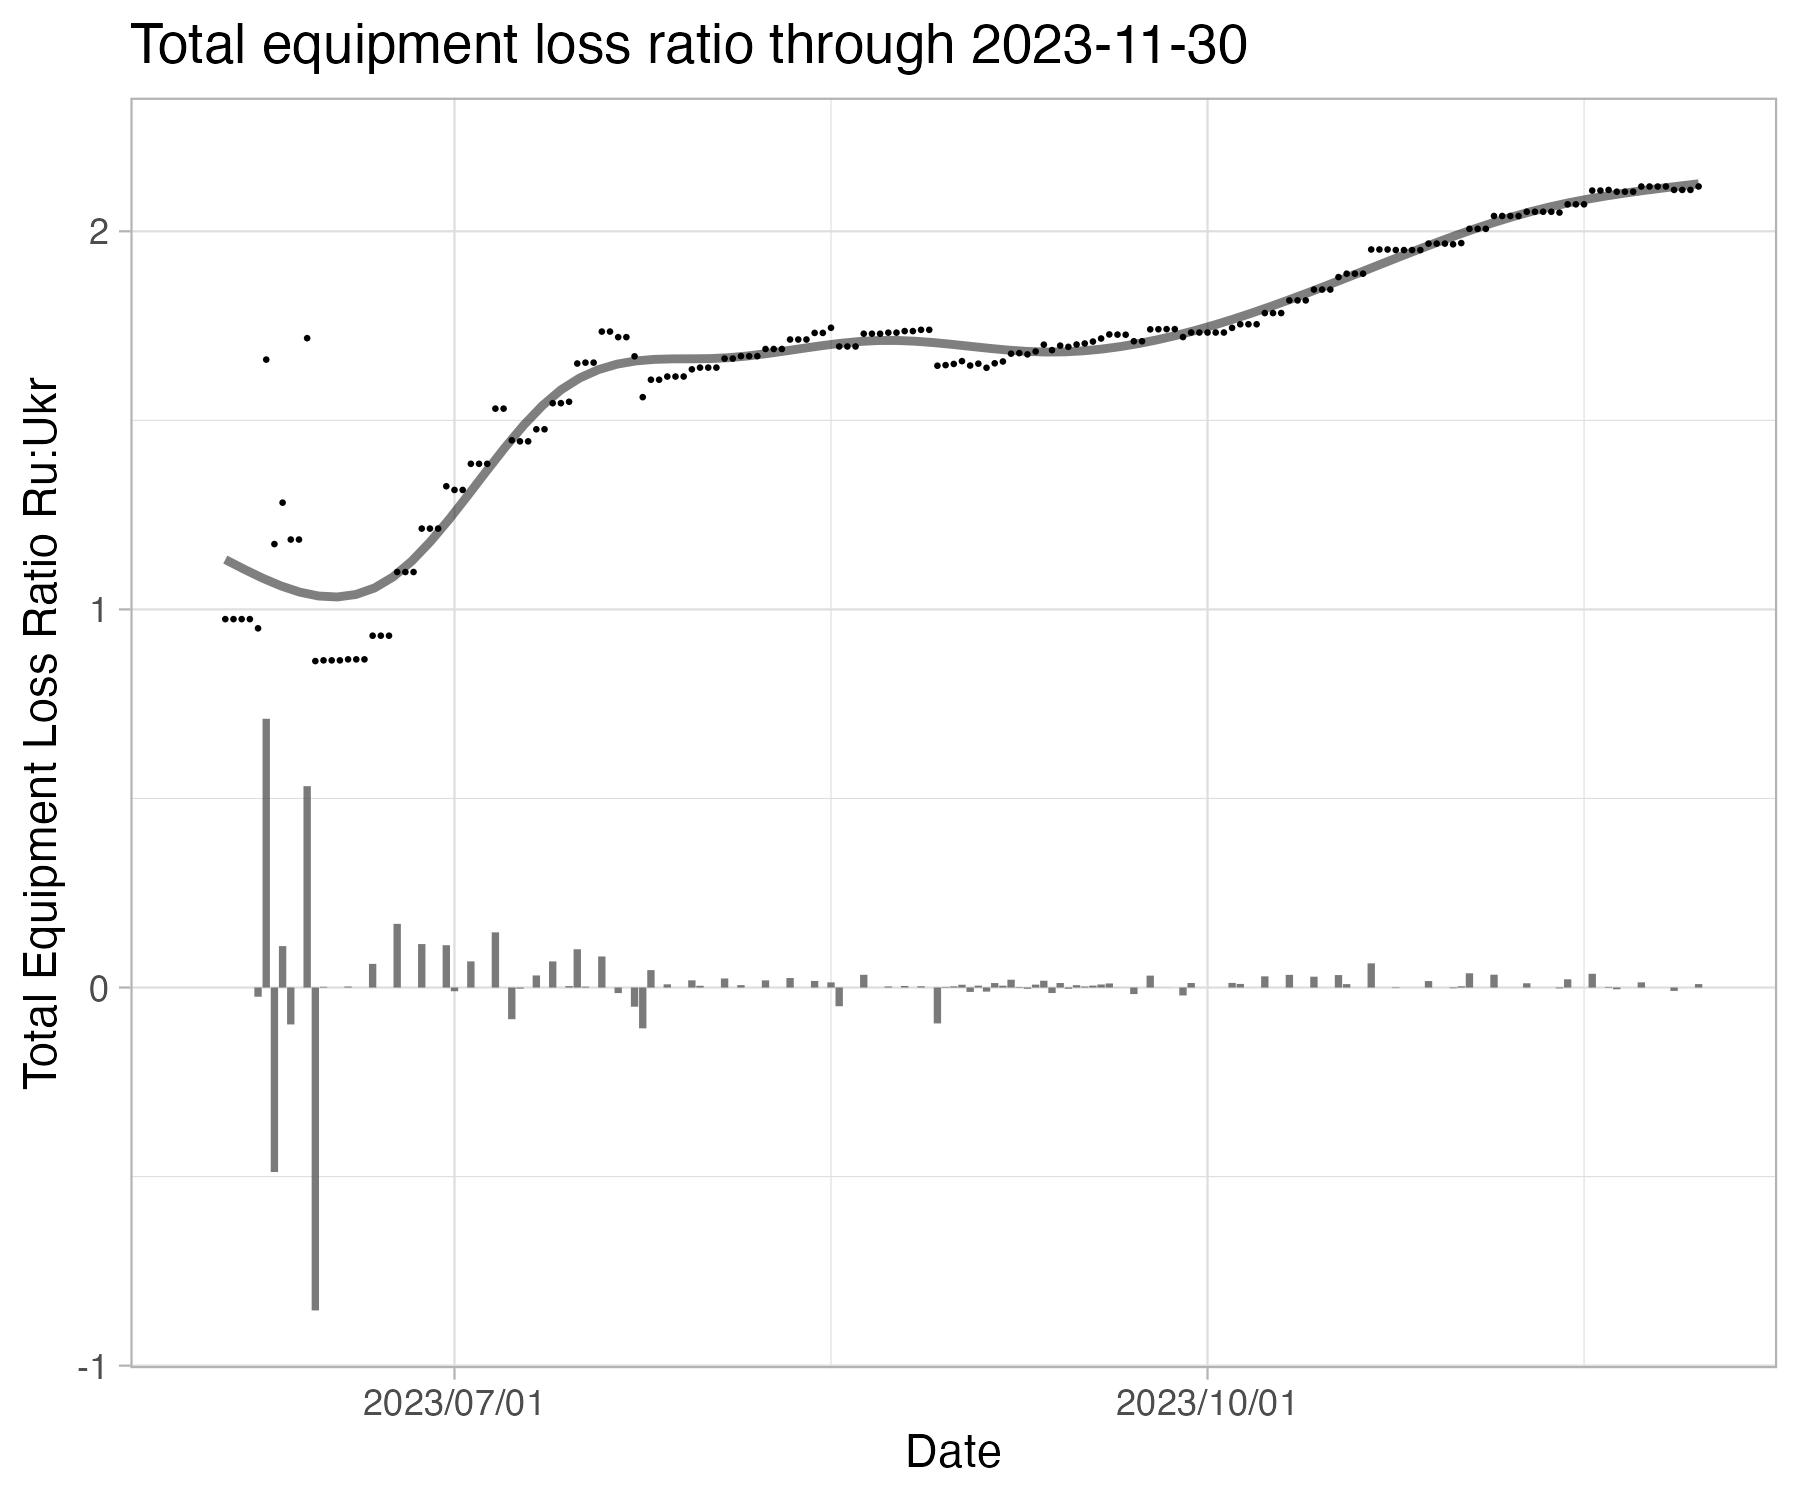 Total equipment loss ratio through 2023-11-30
Total Equipment Loss Ratio Ru:Ukr
2
1
0
-1
2023/07/01
2023/10/01
Date